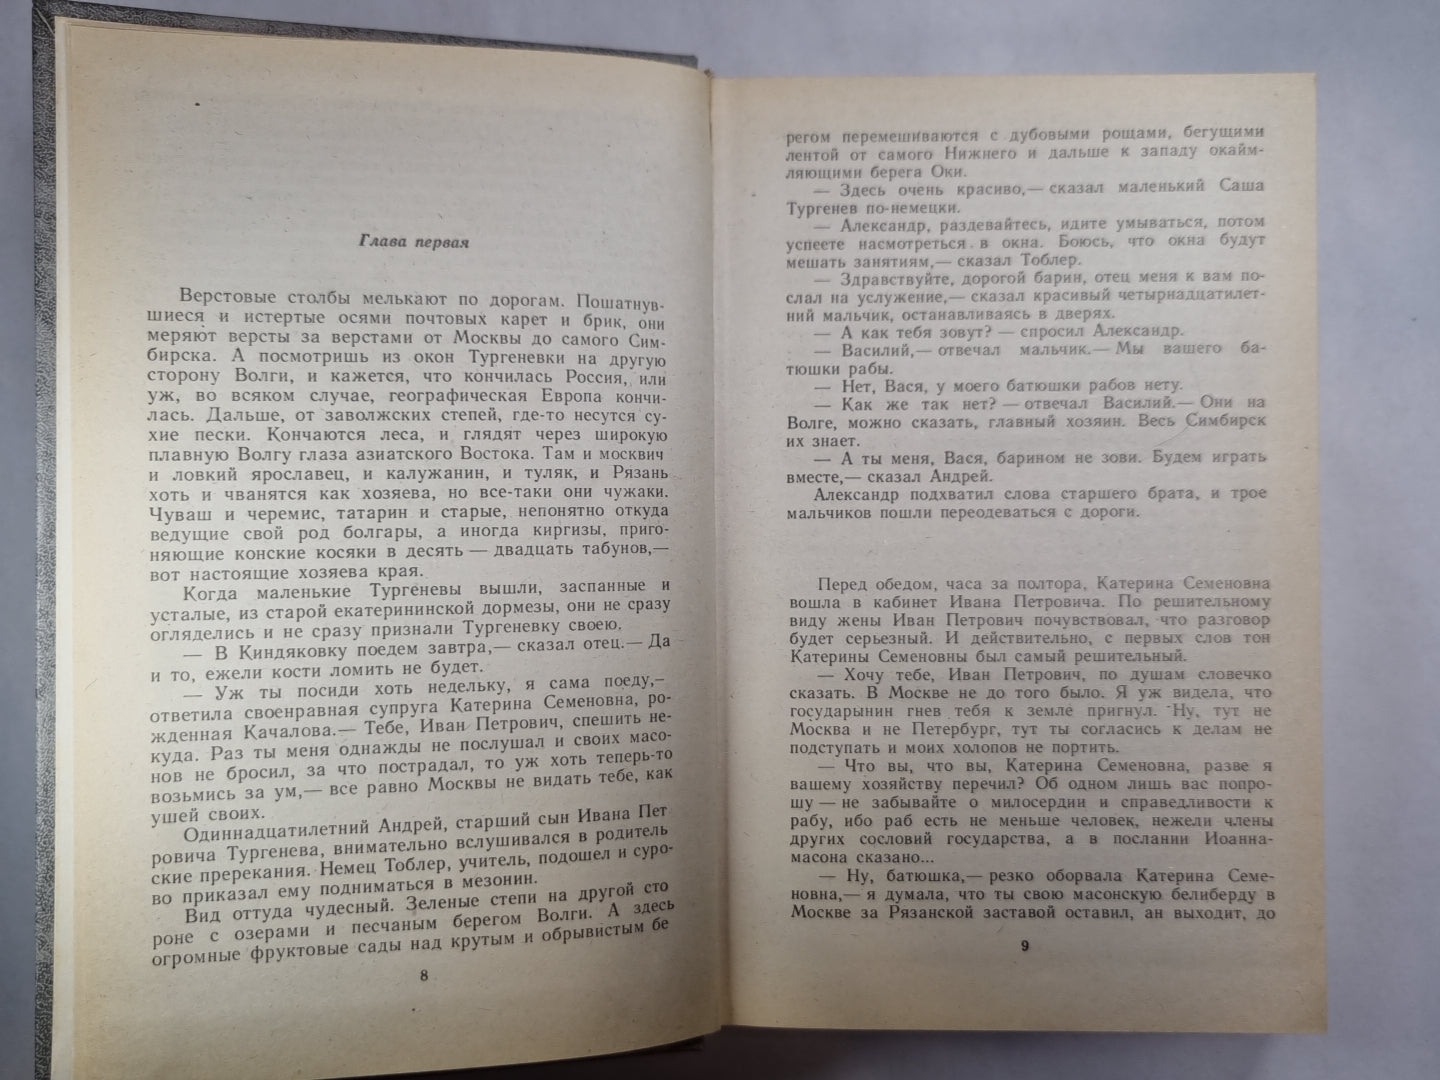 Глава первая
Верстовые столбы мелькают по дорогам. Пошатнув-
шиеся и истертые осями почтовых карет и брик, они
меряют версты за верстами от Москвы до самого Сим-
бирска. А посмотришь из окон Тургеневки на другую
сторону Волги, и кажется, что кончилась Россия, или
уж, во всяком случае, географическая Европа кончи-
лась. Дальше, от заволжских степей, где-то несутся су-
хие пески. Кончаются леса, и глядят через широкую
плавную Волгу глаза азиатского Востока. Там и москвич
и ловкий ярославец, и калужанин, и туляк, и Рязань
хоть и чванятся как хозяева, но все-таки они чужаки.
Чуваш и черемис, татарин и старые, непонятно откуда
ведущие свой род болгары, а иногда киргизы, приго-
няющие конские косяки в десять — двадцать табунов,—
вот настоящие хозяева края.
Когда маленькие Тургеневы вышли, заспанные и
усталые, из старой екатерининской дормезы, они не сразу
огляделись и не сразу признали Тургеневку своею.
— В Киндяковку поедем завтра,— сказал отец.— Да
и то, ежели кости ломить не будет.
— Уж ты посиди хоть недельку, я сама поеду,—
ответила своенравная супруга Катерина Семеновна, ро-
жденная Качалова.— Тебе, Иван Петрович, спешить не-
куда. Раз ты меня однажды не послушал и своих масо-
нов не бросил, за что пострадал, то уж хоть теперь-то
возьмись за ум,— все равно Москвы не видать тебе, как
ушей своих.
Одиннадцатилетний Андрей, старший сын Ивана Пет
ровича Тургенева, внимательно вслушивался в родитель
ские пререкания. Немец Тоблер, учитель, подошел и суро-
во приказал ему подниматься в мезонин.
Вид оттуда чудесный. Зеленые степи на другой сто
роне с озерами и песчаным берегом Волги. А здесь
огромные фруктовые сады над крутым и обрывистым бе
8
регом перемешиваются с дубовыми рощами, бегущими
лентой от самого Нижнего и дальше к западу окайм-
ляющими берега Оки.
— Здесь очень красиво,— сказал маленький Саша
Тургенев по-немецки.
— Александр, раздевайтесь, идите умываться, потом
успеете насмотреться в окна. Боюсь, что окна будут
мешать занятиям,— сказал Тоблер.
— Здравствуйте, дорогой барин, отец меня к вам по-
слал на услужение,— сказал красивый четырнадцатилет-
ний мальчик, останавливаясь в дверях.
— А как тебя зовут? — спросил Александр.
— Василий,— отвечал мальчик.— Мы вашего ба-
тюшки рабы.
— Нет, Вася, у моего батюшки рабов нету.
— Как же так нет? — отвечал Василий.— Они на
Волге, можно сказать, главный хозяин. Весь Симбирск
их знает.
— А ты меня, Вася, барином не зови. Будем играть
вместе,— сказал Андрей.
Александр подхватил слова старшего брата, и трое
мальчиков пошли переодеваться с дороги.
Перед обедом, часа за полтора, Катерина Семеновна
вошла в кабинет Ивана Петровича. По решительному
виду жены Иван Петрович почувствовал, что разговор
будет серьезный. И действительно, с первых слов тон
Катерины Семеновны был самый решительный.
— Хочу тебе, Иван Петрович, по душам словечко
сказать. В Москве не до того было. Я уж видела, что
государынин гнев тебя к земле пригнул. Ну, тут не
Москва и не Петербург, тут ты согласись к делам не
подступать и моих холопов не портить.
— Что вы, что вы, Катерина Семеновна, разве я
вашему хозяйству перечил? Об одном лишь вас попро-
шу — не забывайте о милосердии и справедливости к
рабу, ибо раб есть не меньше человек, нежели члены
других сословий государства, а в послании Иоанна-
масона сказано...
— Ну, батюшка,— резко оборвала Катерина Семе-
новна,— я думала, что ты свою масонскую белиберду в
Москве за Рязанской заставой оставил, ан выходит, до
9